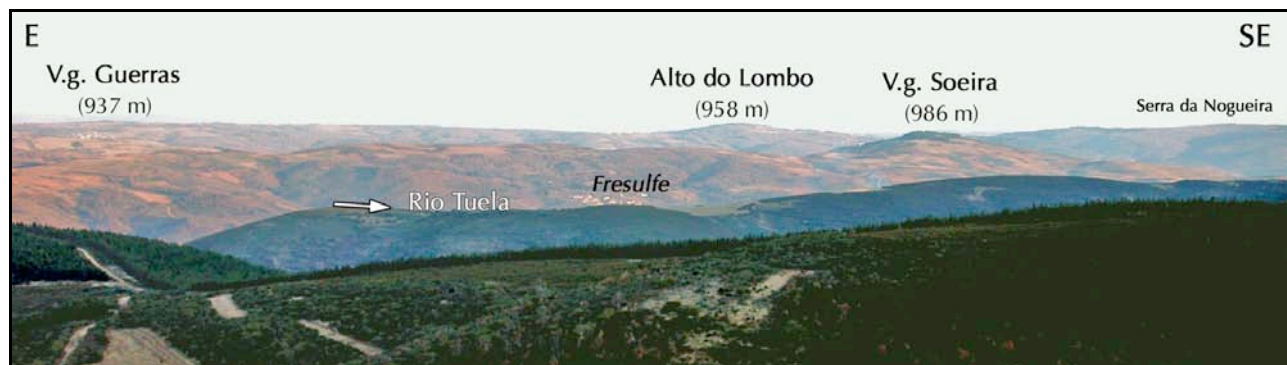 E
SE
V.g. Guerras
(937 m)
Alto do Lombo
(958 m)
V.g. Soeira
(986 m)
Serra da Nogueira
Fresulfe
Rio Tuela